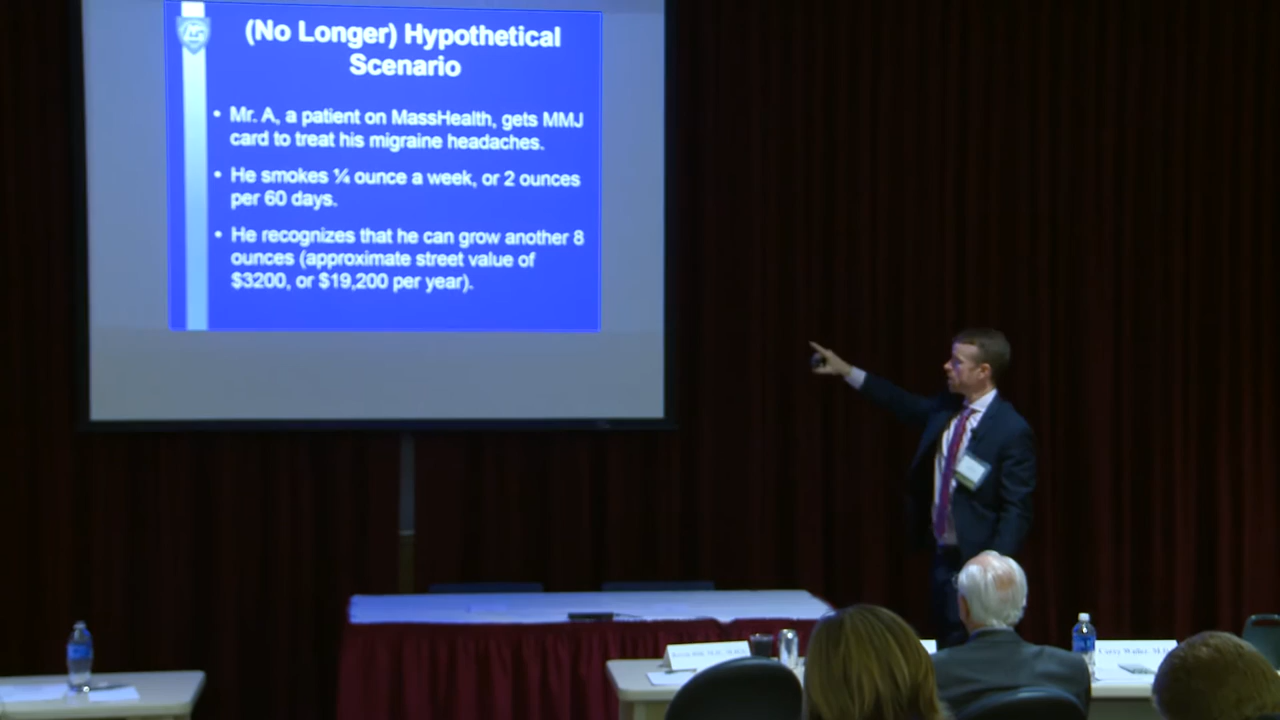 (No Longer) Hypothetical
Scenario
• Mr. A, a patient on MassHealth, gets MMJ
card to treat his migraine headaches.
• He smokes ¼ ounce a week, or 2 ounces
per 60 days.
• He recognizes that he can grow another 8
ounces (approximate street value of
$3200, or $19,200 per year).